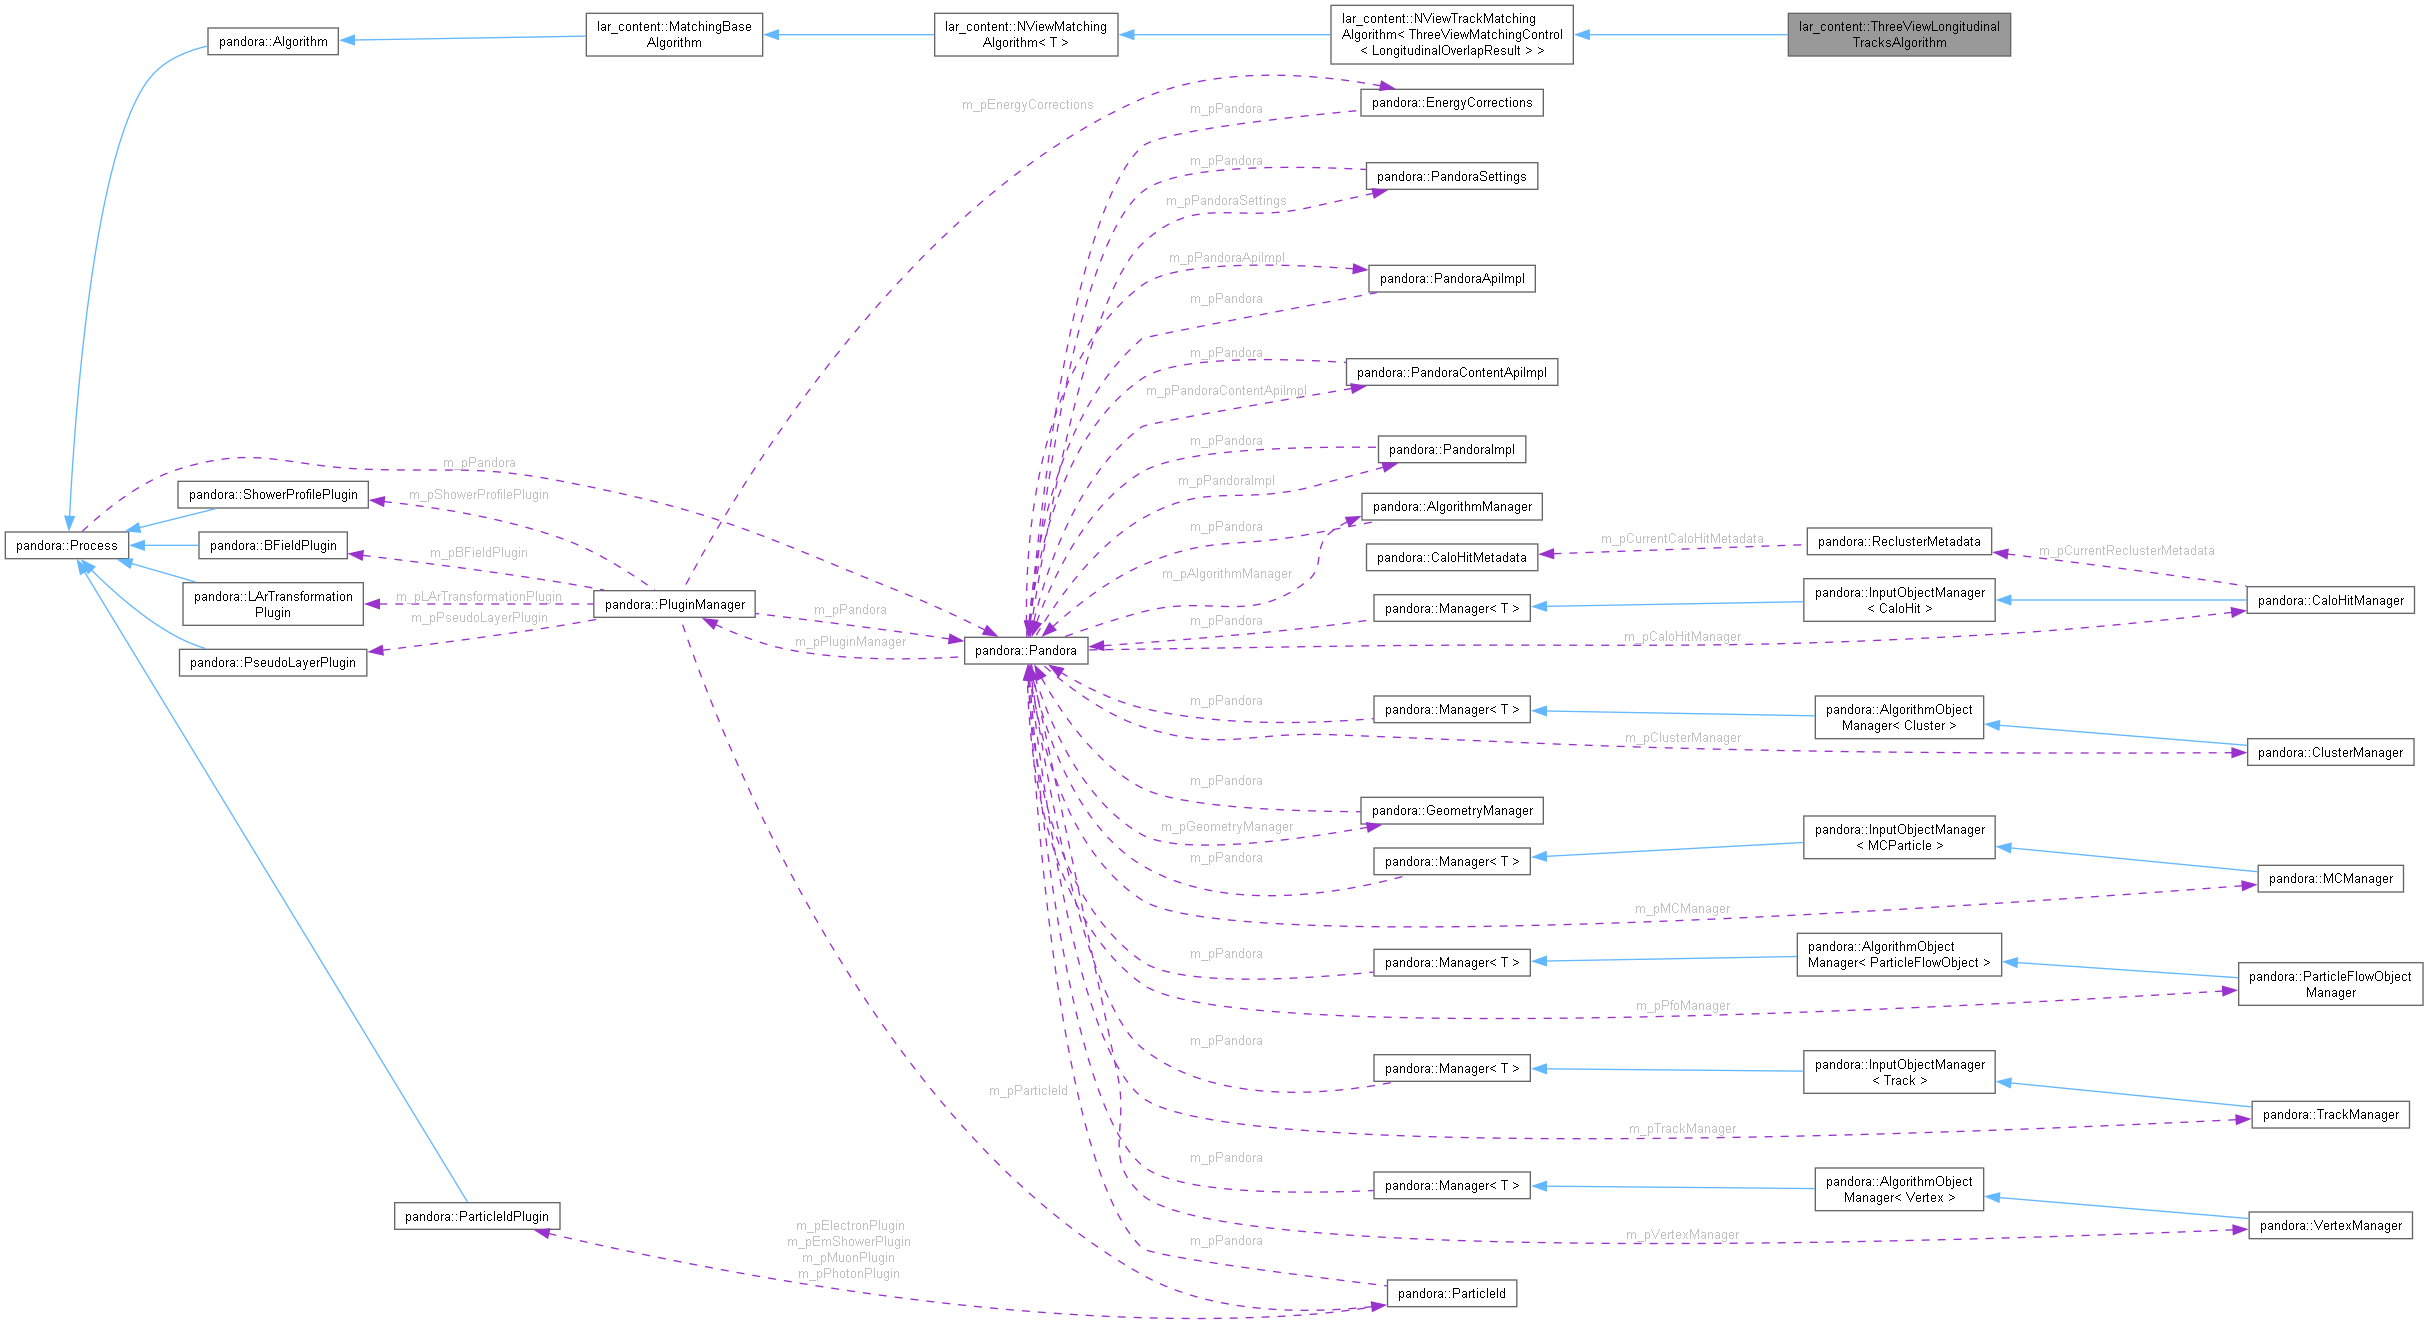 pandora::Algorithm
lar_content::MatchingBase
Algorithm
lar_content::NViewMatching
Algorithm< T >
lar_content::NViewTrackMatching
Algorithm< ThreeViewMatchingControl
< LongitudinalOverlapResult > >
lar_content::ThreeViewLongitudinal
TracksAlgorithm
m_pEnergyCorrections
m_pPandora
pandora::EnergyCorrections
m_pPandora
pandora::PandoraSettings
m_pPandoraSettings
m_pPandoraApiImpl
pandora::PandoraApiImpl
m_pPandora
m_pPandora
pandora::PandoraContentApiImpl
m_pPandoraContentApiImpl
m_pPandora
pandora::PandoraImpl
m_pPandoraImpl
m_pPandora
pandora::ShowerProfilePlugin
m_pShowerProfilePlugin
pandora::AlgorithmManager
m_pPandora
pandora::Process
pandora::BFieldPlugin
m_pBFieldPlugin
m_pAlgorithmManager
pandora::CaloHitMetadata
m_pCurrentCaloHitMetadata
pandora::ReclusterMetadata
m_pCurrentReclusterMetadata
pandora::LArTransformation
Plugin
m_pLArTransformationPlugin
m_pPseudoLayerPlugin
pandora::PluginManager
m_pPandora
m_pPluginManager
pandora::Manager< T >
m_pPandora
pandora::InputObjectManager
< CaloHit >
pandora::CaloHitManager
m_pCaloHitManager
pandora::PseudoLayerPlugin
pandora::Pandora
m_pPandora
pandora::Manager< T >
pandora::AlgorithmObject
Manager< Cluster >
m_pClusterManager
pandora::ClusterManager
m_pPandora
pandora::GeometryManager
m_pGeometryManager
m_pPandora
pandora::Manager< T >
pandora::InputObjectManager
< MCParticle >
pandora::MCManager
m_pMCManager
m_pPandora
pandora::Manager< T >
pandora::AlgorithmObject
Manager< ParticleFlowObject >
pandora::ParticleFlowObject
Manager
m_pPfoManager
m_pPandora
pandora::Manager< T >
pandora::InputObjectManager
< Track >
pandora::TrackManager
m_pTrackManager
m_pParticleId
m_pPandora
pandora::Manager< T >
pandora::AlgorithmObject
Manager< Vertex >
pandora::VertexManager
m_pVertexManager
pandora::ParticleIdPlugin
m_pElectronPlugin
m_pEmShowerPlugin
m_pMuonPlugin
m_pPhotonPlugin
m_pPandora
pandora::ParticleId